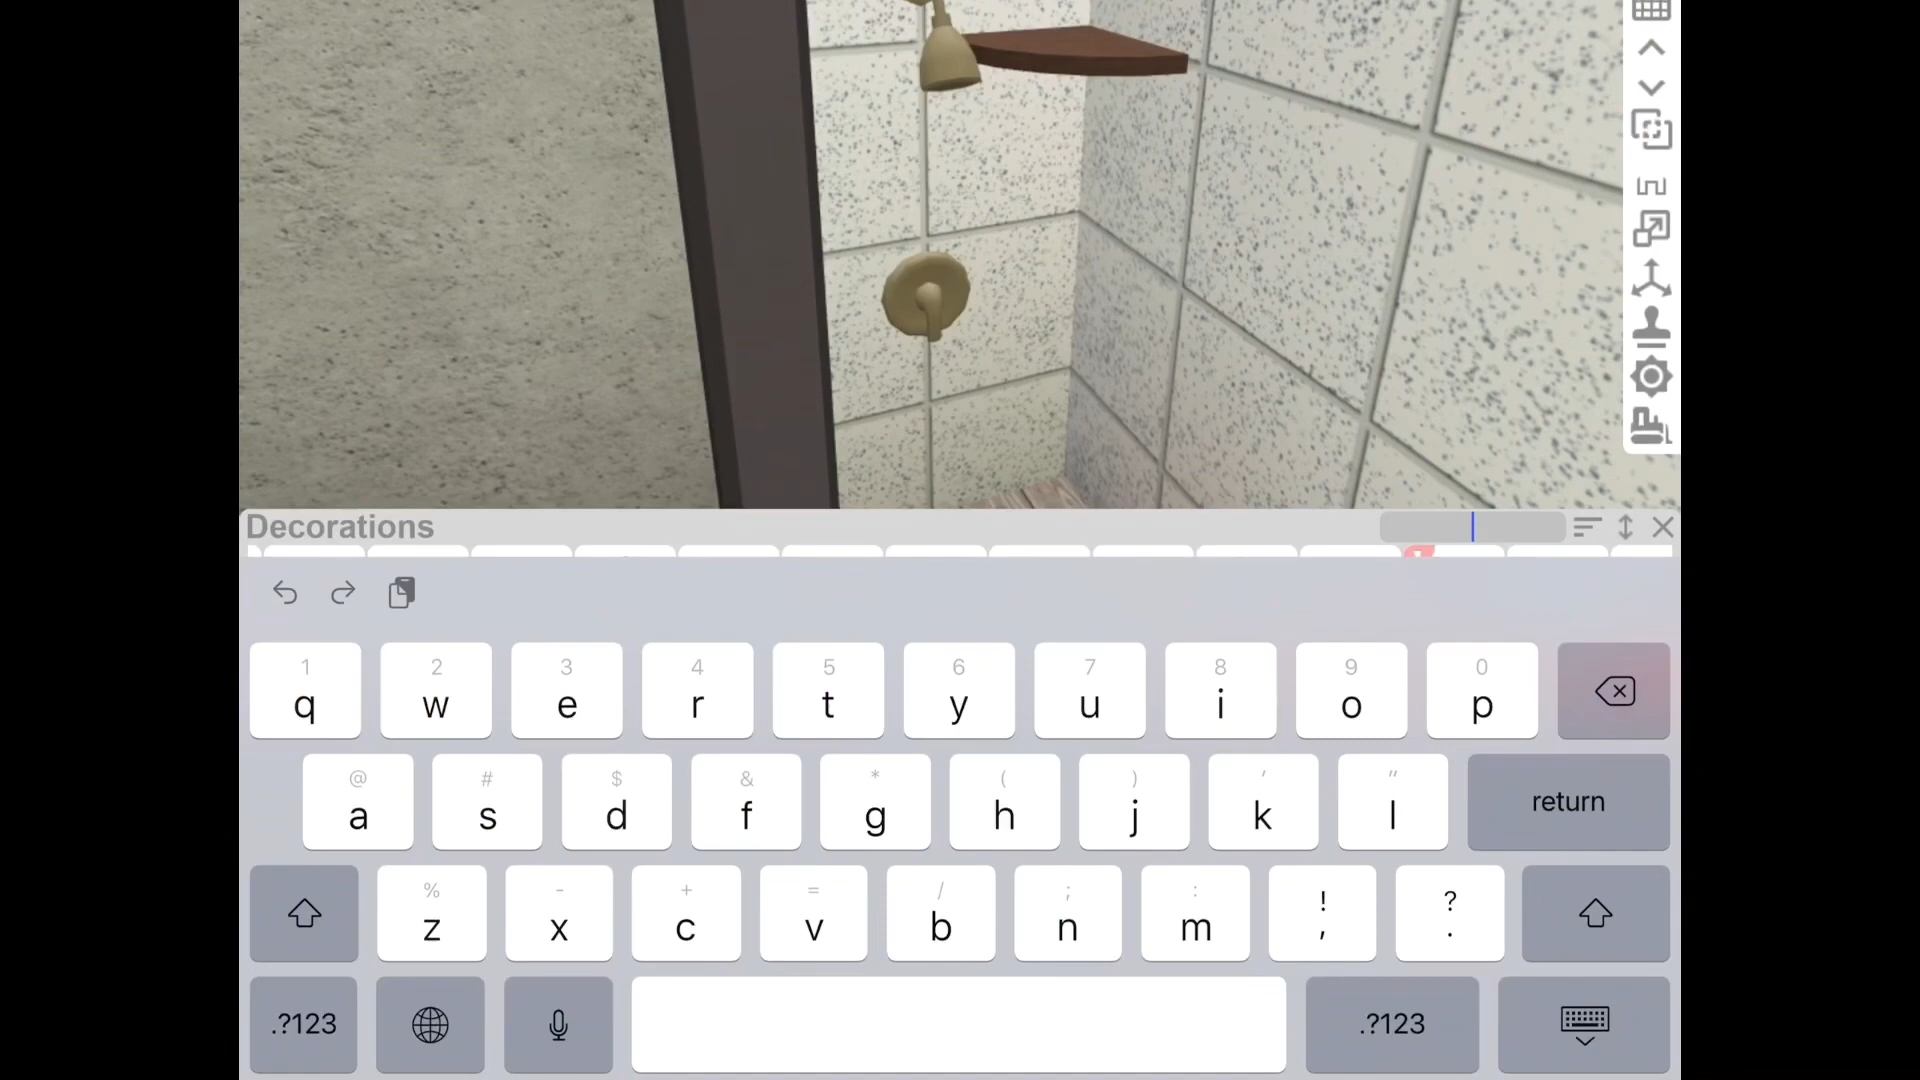 Decorations
1 2 3 4 5 6 7 8 9 0
q w e r t y u i o p
@ # $ & * ( ) ' "
a s d f g h j k l return
% - + = / ; : ! ?
z x c v b n m , .
.?123 .?123